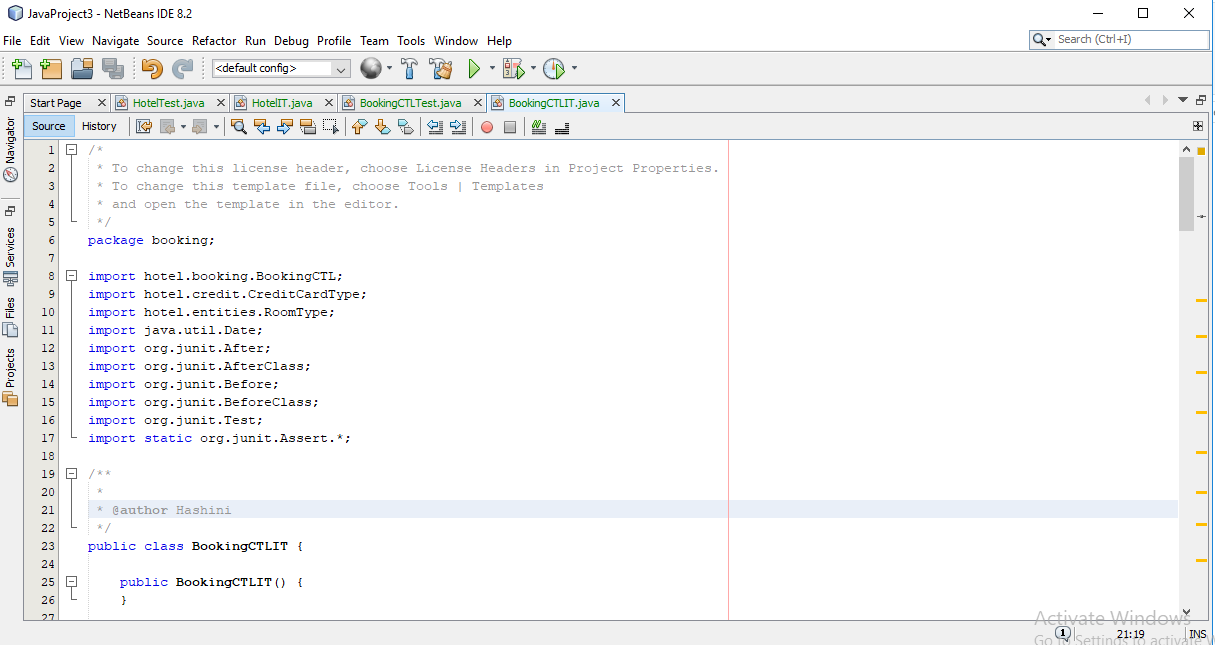 JavaProject3 - NetBeans IDE 8.2
File Edit View Navigate Source Refactor Run Debug Profile Team Tools Window Help
Search (Ctrl+I)
<default config>
Start Page HotelTest.java HotelIT.java BookingCTLTest.java BookingCTLIT.java
Source History
Navigator
Services
Files
Projects
1 /*
2 * To change this license header, choose License Headers in Project Properties.
3 * To change this template file, choose Tools | Templates
4 * and open the template in the editor.
5 */
6 package booking;
7
8 import hotel.booking.BookingCTL;
9 import hotel.credit.CreditCardType;
10 import hotel.entities.RoomType;
11 import java.util.Date;
12 import org.junit.After;
13 import org.junit.AfterClass;
14 import org.junit.Before;
15 import org.junit.BeforeClass;
16 import org.junit.Test;
17 import static org.junit.Assert.*;
18
19 /**
20 *
21 * @author Hashini
22 */
23 public class BookingCTLIT {
24
25 public BookingCTLIT() {
26 }
27
Activate Windows
Go to Settings to activate
1 21:19 INS